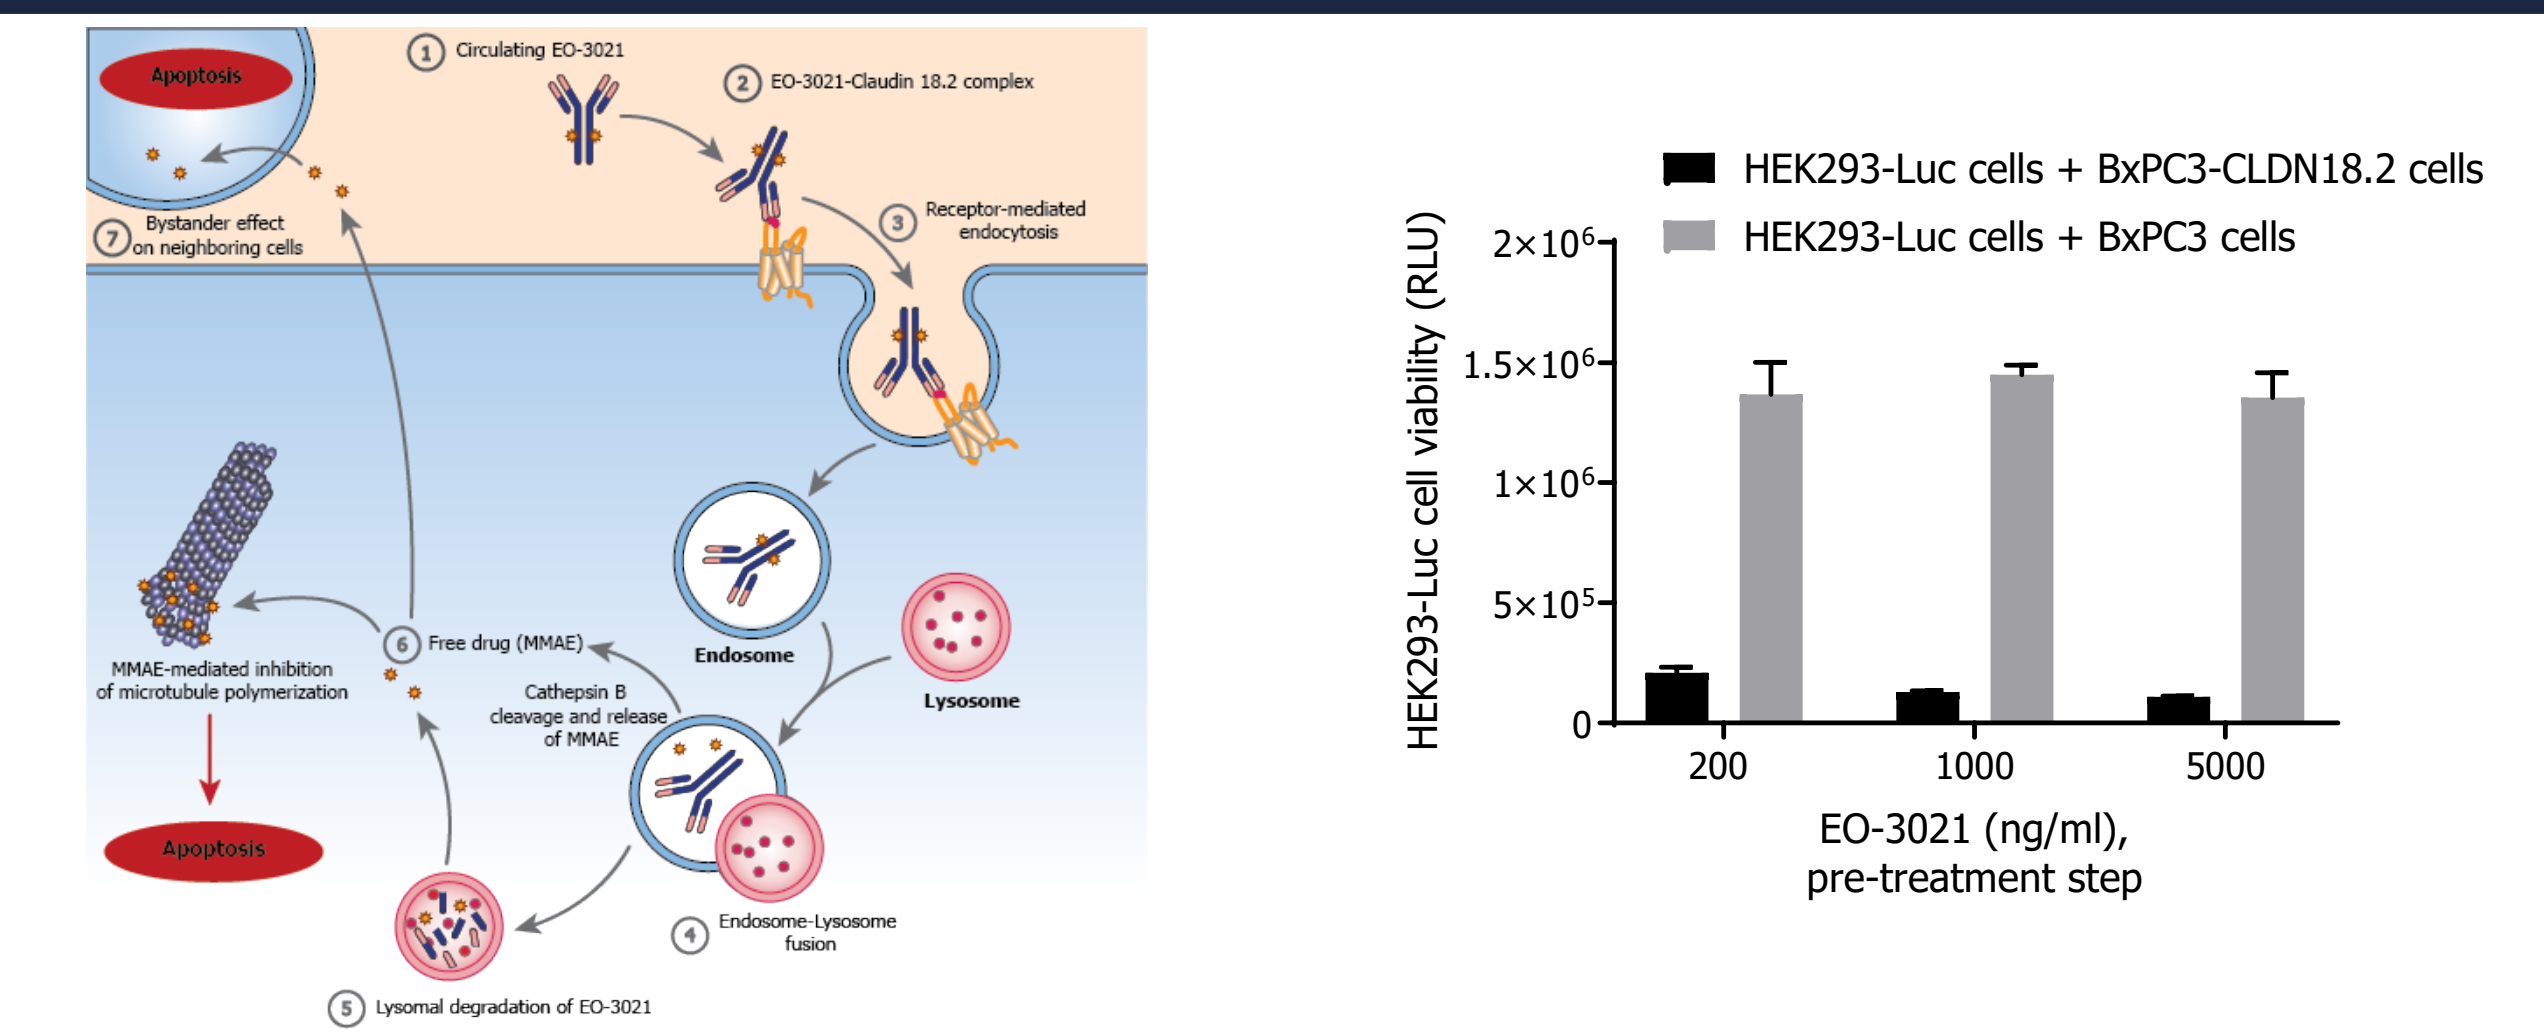 Apoptosis
1 Circulating EO-3021
2 EO-3021-Claudin 18.2 complex
3 Receptor-mediated
endocytosis
7 Bystander effect
on neighboring cells
Endosome
Lysosome
6 Free drug (MMAE)
Cathepsin B
cleavage and release
of MMAE
MMAE-mediated inhibition
of microtubule polymerization
Apoptosis
4 Endosome-Lysosome
fusion
5 Lysomal degradation of EO-3021
HEK293-Luc cells + BxPC3-CLDN18.2 cells
HEK293-Luc cells + BxPC3 cells
HEK293-Luc cell viability (RLU)
2×10⁶
1.5×10⁶
1×10⁶
5×10⁵
0
200 1000 5000
EO-3021 (ng/ml),
pre-treatment step